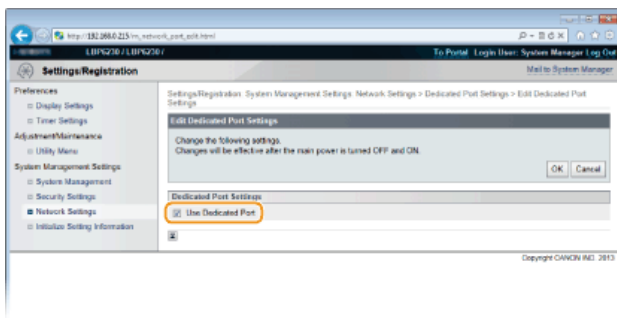 http://192.168.0.215/m_network_port_edit.html
LBP6230 / LBP6230 /
To Portal Login User: System Manager Log Out
Settings/Registration
Mail to System Manager
Preferences
Display Settings
Timer Settings
Adjustment/Maintenance
Utility Menu
System Management Settings
System Management
Security Settings
Network Settings
Initialize Setting Information
Settings/Registration: System Management Settings: Network Settings > Dedicated Port Settings > Edit Dedicated Port
Settings
Edit Dedicated Port Settings
Change the following settings.
Changes will be effective after the main power is turned OFF and ON.
OK Cancel
Dedicated Port Settings
Use Dedicated Port
Copyright CANON INC. 2013